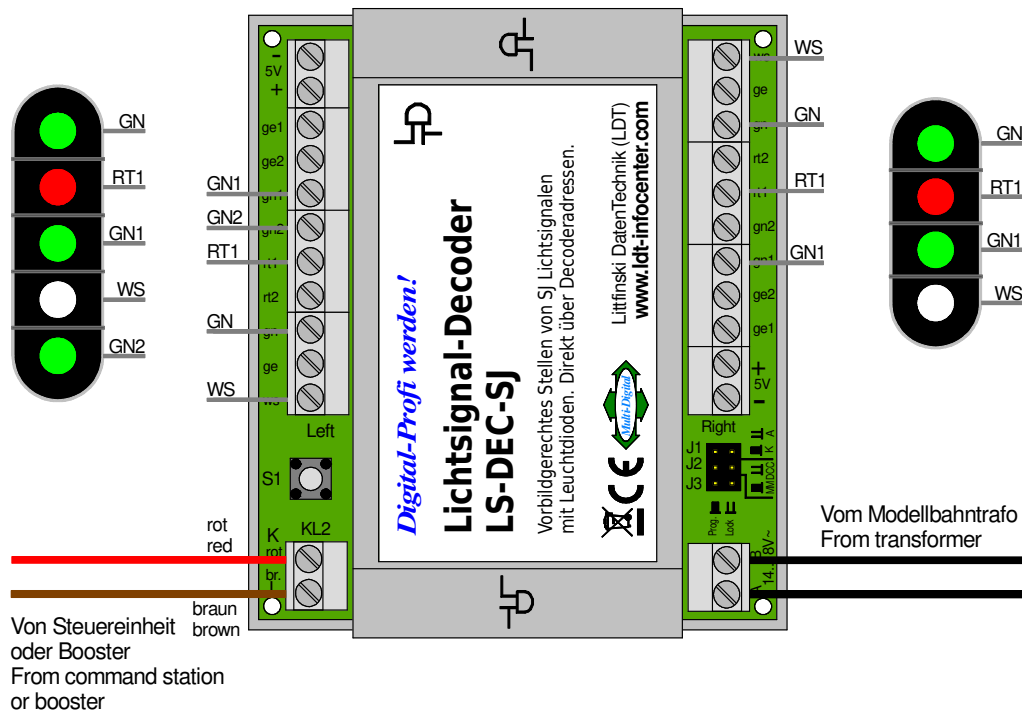 GN
RT1
GN1
WS
GN2
GN1
GN2
RT1
GN
WS
-
5V
+
ge1
ge2
gn1
gn2
rt1
rt2
gn
ge
ws
Left
S1
KL2
K
rot
br.
rot
red
braun
brown
Von Steuereinheit
oder Booster
From command station
or booster
Digital-Profi werden!
Lichtsignal-Decoder
LS-DEC-SJ
Vorbildgerechtes Stellen von SJ Lichtsignalen
mit Leuchtdioden. Direkt über Decoderadressen.
Littfinski DatenTechnik (LDT)
www.ldt-infocenter.com
Multi-Digital
CE
ws
ge
gn
rt2
rt1
gn2
gn1
ge2
ge1
+
5V
-
Right
J1
J2
J3
A
K
DCC
MM
Prog.
Lock
14...18V~
B
A
WS
GN
RT1
GN1
Vom Modellbahntrafo
From transformer
GN
RT1
GN1
WS